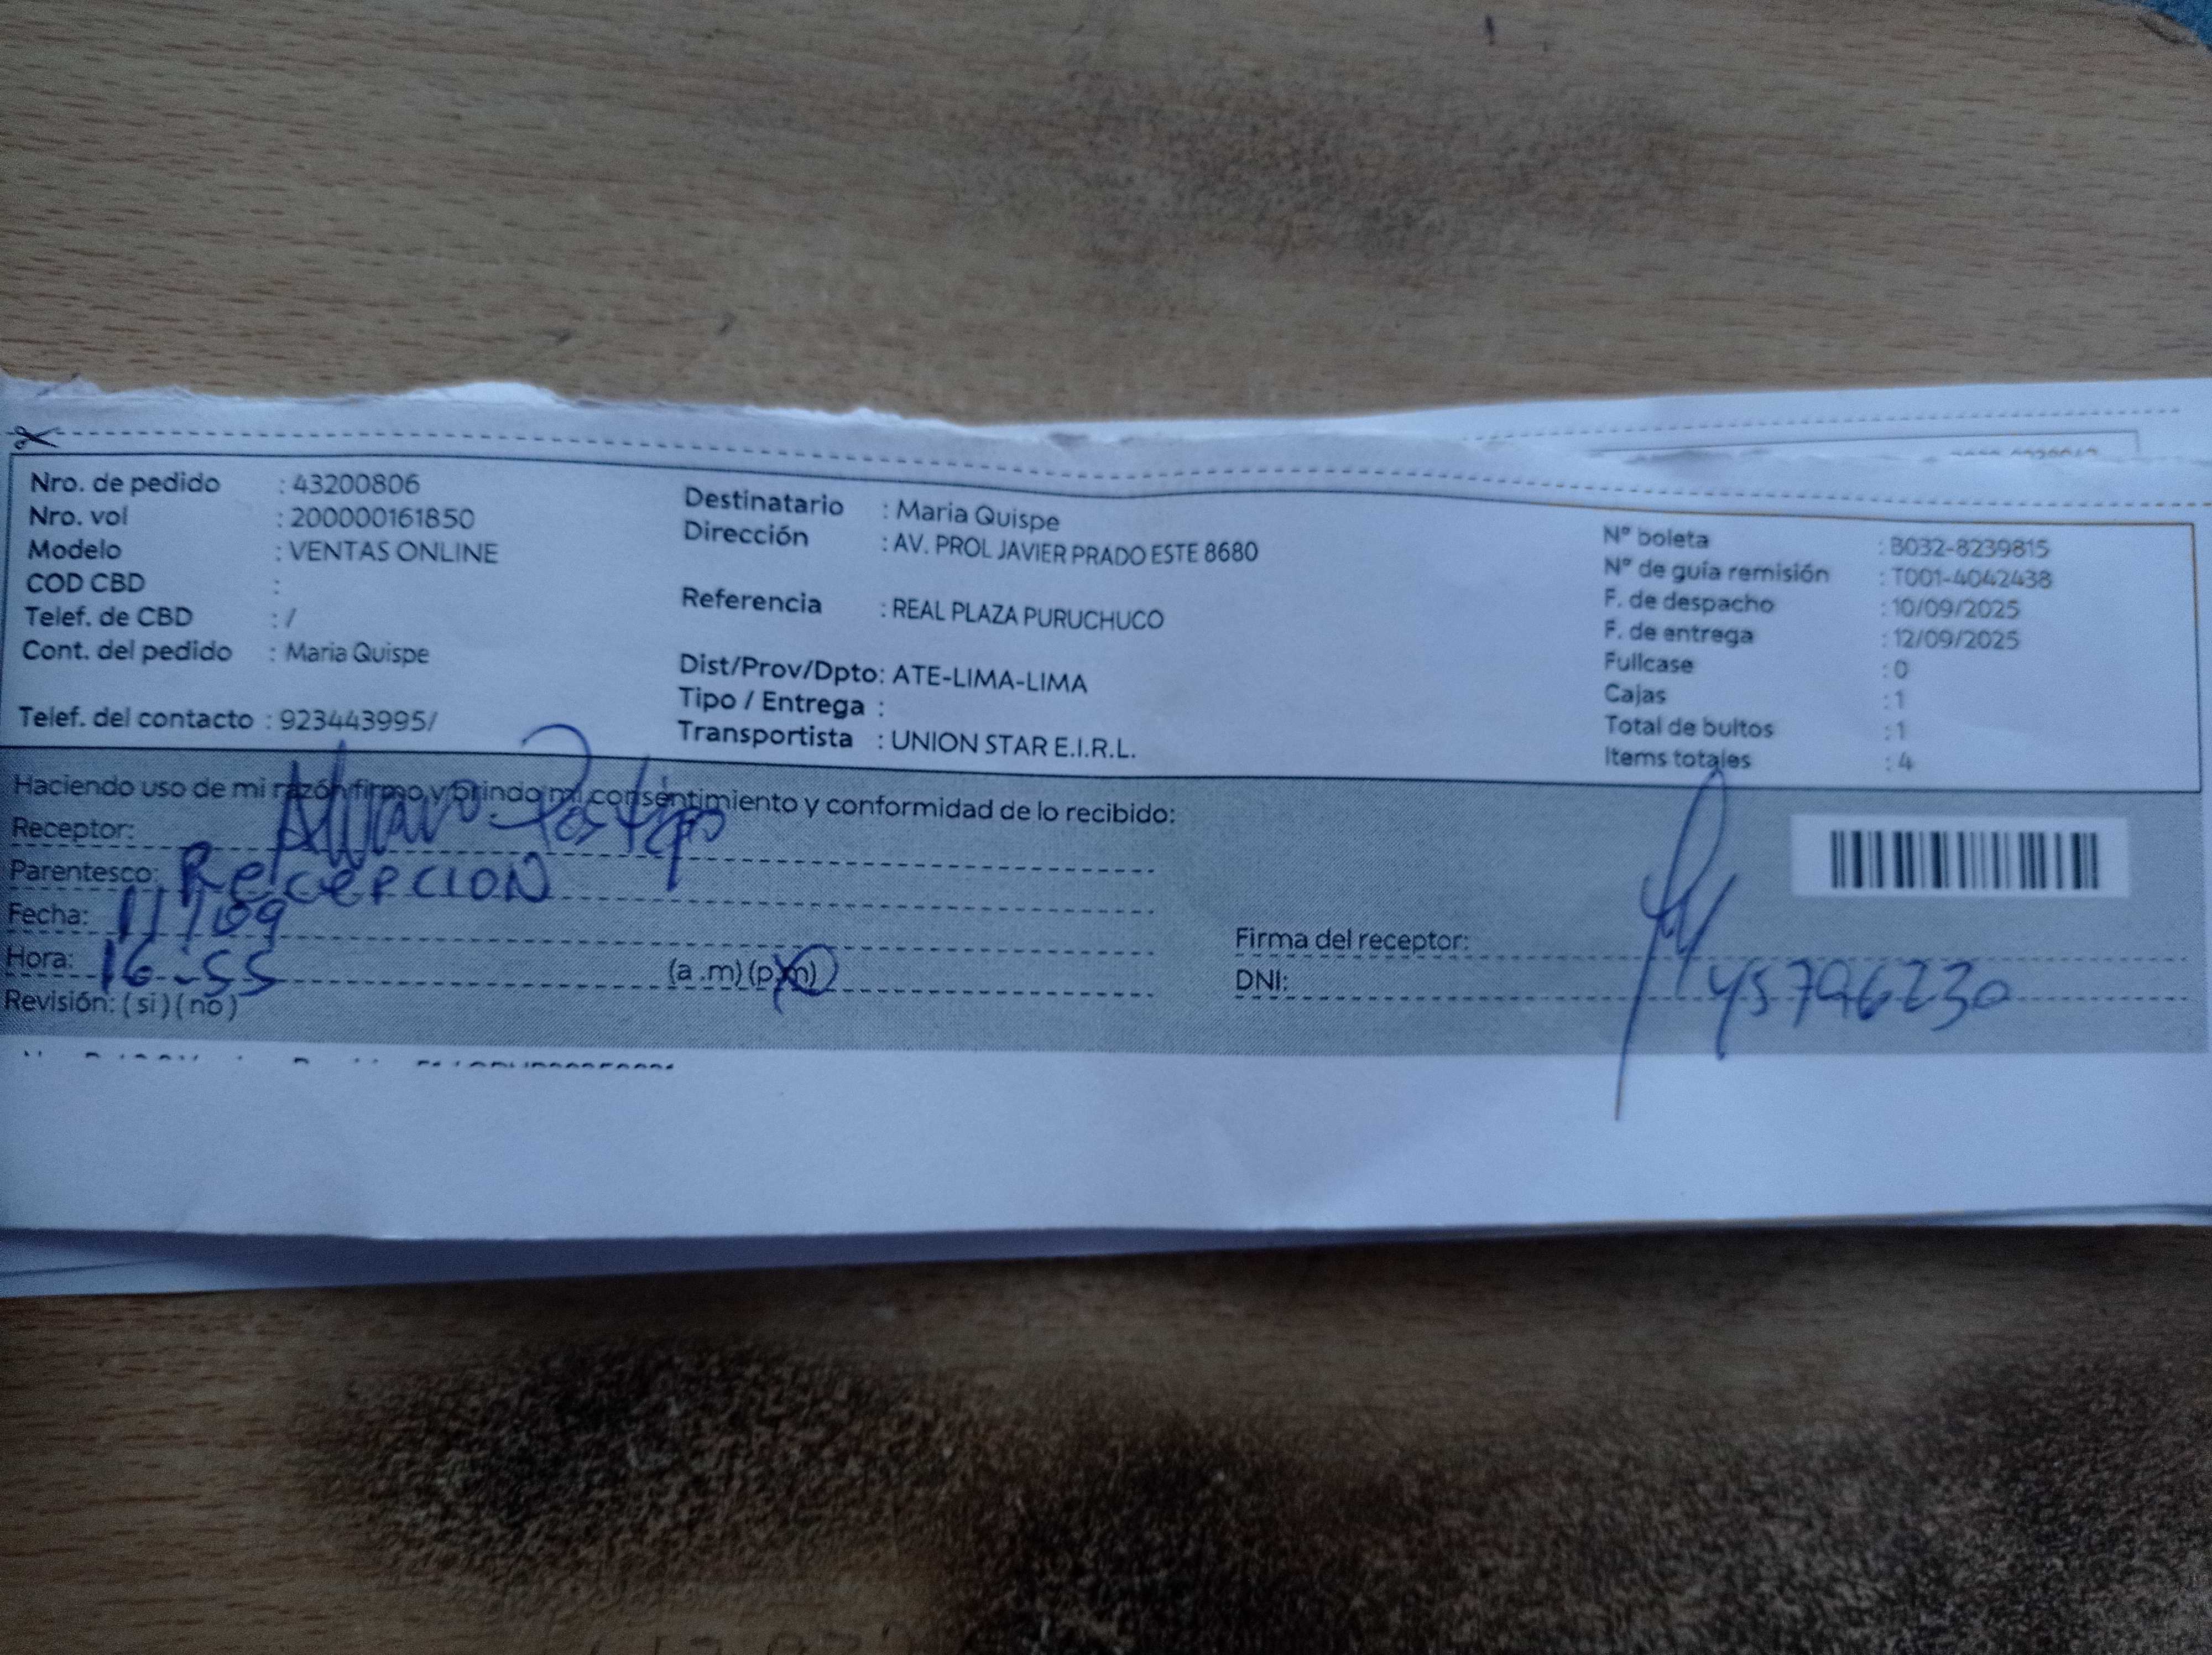 Nro. de pedido : 43200806
Nro. vol : 200000161850
Modelo : VENTAS ONLINE
COD CBD :
Telef. de CBD : /
Cont. del pedido : Maria Quispe
Telef. del contacto : 923443995/
Destinatario : Maria Quispe
Dirección : AV. PROL JAVIER PRADO ESTE 8680
Referencia : REAL PLAZA PURUCHUCO
Dist/Prov/Dpto: ATE-LIMA-LIMA
Tipo / Entrega :
Transportista : UNION STAR E.I.R.L.
Nº boleta : B032-8239815
Nº de guía remisión : T001-4042438
F. de despacho : 10/09/2025
F. de entrega : 12/09/2025
Fullcase : 0
Cajas : 1
Total de bultos : 1
Items totales : 4
Haciendo uso de mi razón firmo y brindo mi consentimiento y conformidad de lo recibido:
Receptor: Alvaro Postigo
Parentesco: RECEPCION
Fecha: 11/09
Hora: 16-55 (a .m) (p.m)
Revisión: ( si ) ( no )
Firma del receptor:
DNI: 45796230